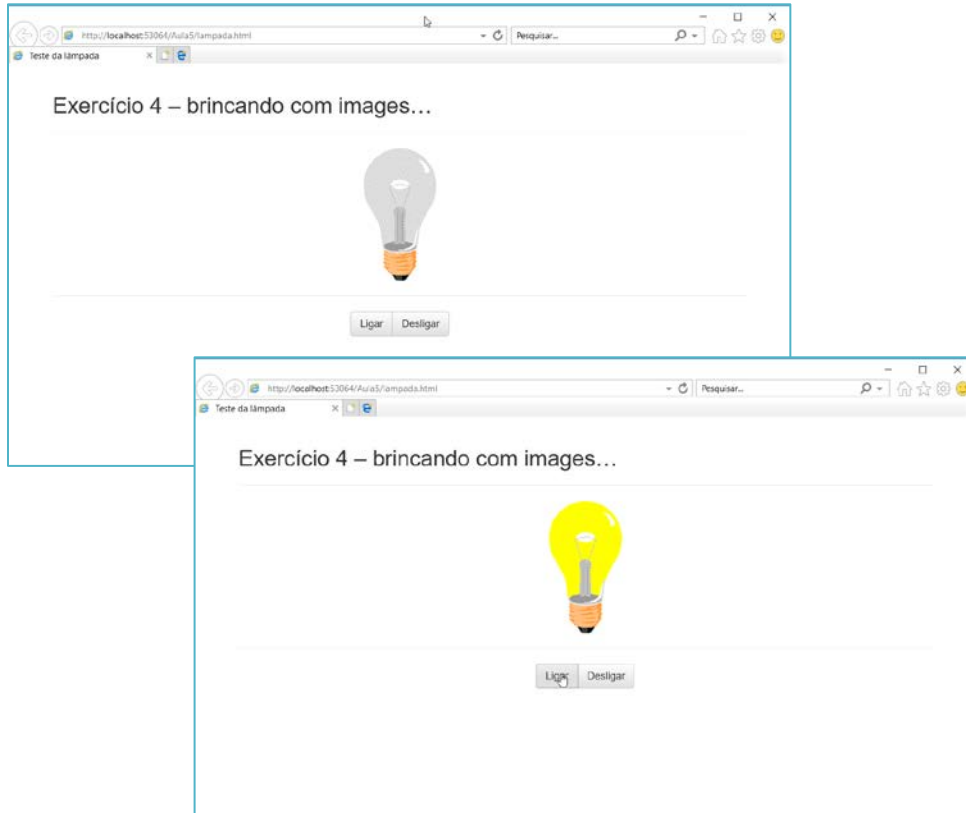 http://localhost:53064/Aula5/lampada.html
Pesquisar...
Teste da lâmpada
Exercício 4 – brincando com images…
Ligar
Desligar
http://localhost:53064/Aula5/lampada.html
Pesquisar...
Teste da lâmpada
Exercício 4 – brincando com images…
Ligar
Desligar